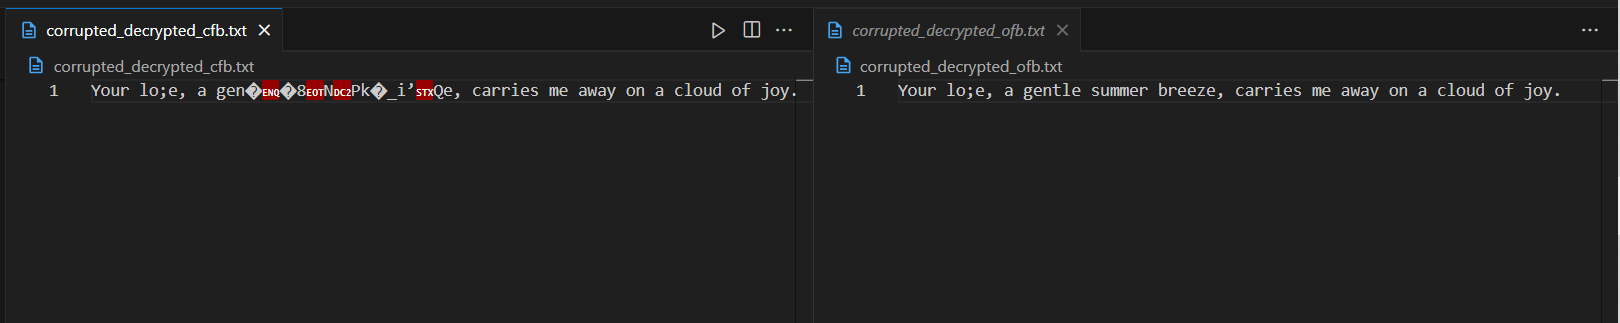 corrupted_decrypted_cfb.txt
corrupted_decrypted_ofb.txt
corrupted_decrypted_cfb.txt
corrupted_decrypted_ofb.txt
1 Your lo;e, a gen�ENQ�8EOTNDC2Pk�_i’STXQe, carries me away on a cloud of joy.
1 Your lo;e, a gentle summer breeze, carries me away on a cloud of joy.